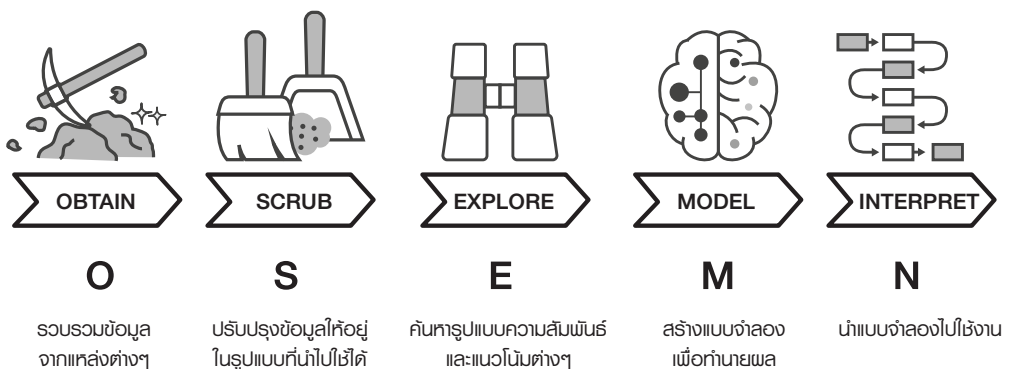 OBTAIN
SCRUB
EXPLORE
MODEL
INTERPRET
O
S
E
M
N
รวบรวมข้อมูล
จากแหล่งต่างๆ
ปรับปรุงข้อมูลให้อยู่
ในรูปแบบที่นำไปใช้ได้
ค้นหารูปแบบความสัมพันธ์
และแนวโน้มต่างๆ
สร้างแบบจำลอง
เพื่อทำนายผล
นำแบบจำลองไปใช้งาน